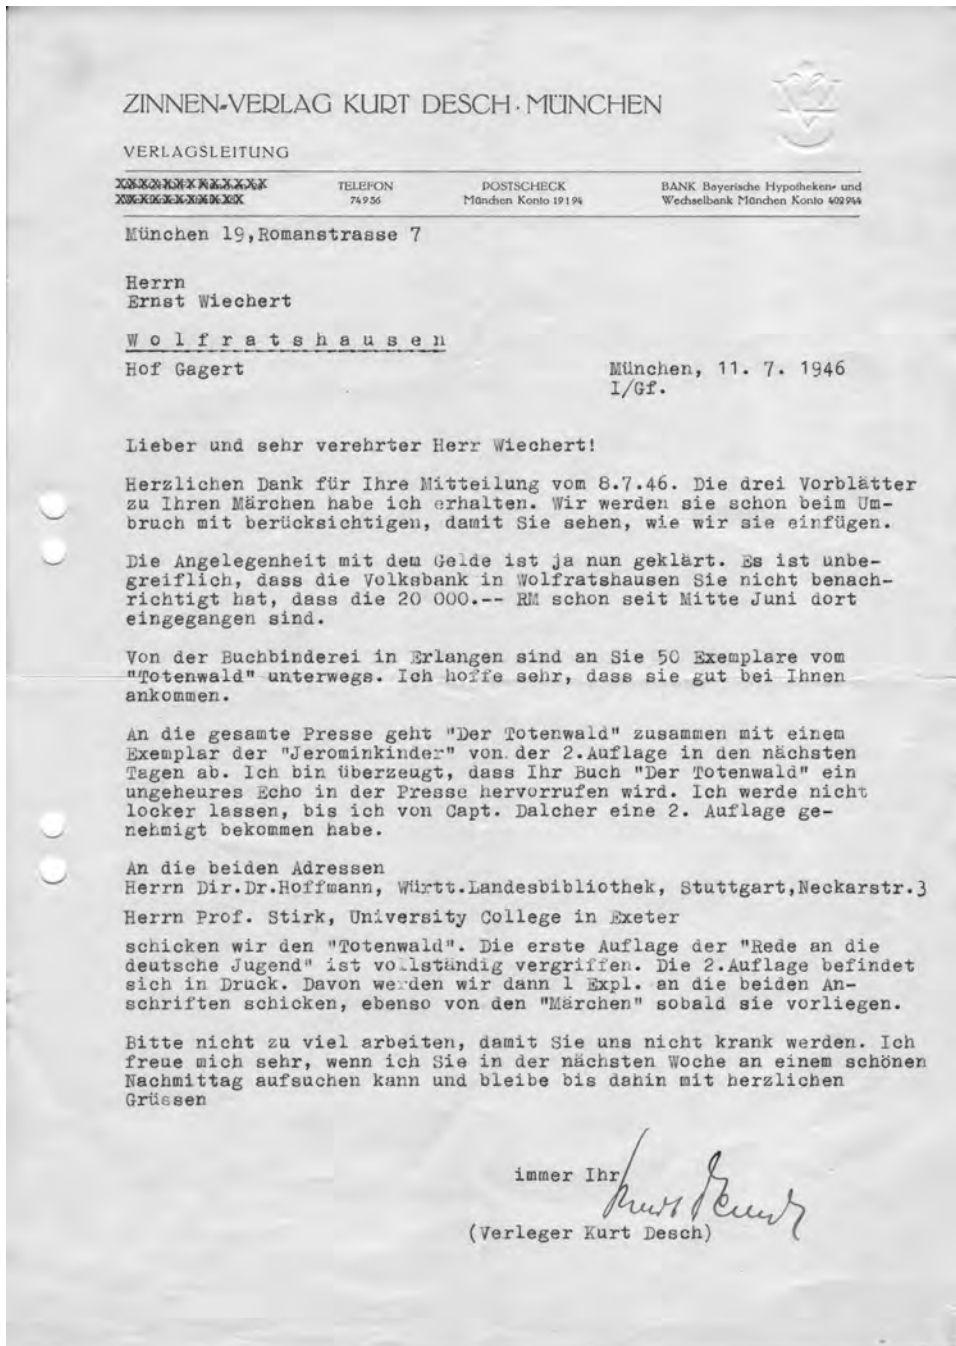 ZINNEN-VERLAG KURT DESCH · MÜNCHEN
VERLAGSLEITUNG
TELEFON
74956
POSTSCHECK
München Konto 19194
BANK Bayerische Hypotheken- und
Wechselbank München Konto 402944
München 19,Romanstrasse 7
Herrn
Ernst Wiechert
W o l f r a t s h a u s e n
Hof Gagert
München, 11. 7. 1946
I/Gf.
Lieber und sehr verehrter Herr Wiechert!
Herzlichen Dank für Ihre Mitteilung vom 8.7.46. Die drei Vorblätter
zu Ihren Märchen habe ich erhalten. Wir werden sie schon beim Um-
bruch mit berücksichtigen, damit Sie sehen, wie wir sie einfügen.
Die Angelegenheit mit dem Gelde ist ja nun geklärt. Es ist unbe-
greiflich, dass die Volksbank in Wolfratshausen Sie nicht benach-
richtigt hat, dass die 20 000.-- RM schon seit Mitte Juni dort
eingegangen sind.
Von der Buchbinderei in Erlangen sind an Sie 50 Exemplare vom
"Totenwald" unterwegs. Ich hoffe sehr, dass sie gut bei Ihnen
ankommen.
An die gesamte Presse geht "Der Totenwald" zusammen mit einem
Exemplar der "Jerominkinder" von der 2.Auflage in den nächsten
Tagen ab. Ich bin überzeugt, dass Ihr Buch "Der Totenwald" ein
ungeheures Echo in der Presse hervorrufen wird. Ich werde nicht
locker lassen, bis ich von Capt. Dalcher eine 2. Auflage ge-
nehmigt bekommen habe.
An die beiden Adressen
Herrn Dir.Dr.Hoffmann, Württ.Landesbibliothek, Stuttgart,Neckarstr.3
Herrn Prof. Stirk, University College in Exeter
schicken wir den "Totenwald". Die erste Auflage der "Rede an die
deutsche Jugend" ist vollständig vergriffen. Die 2.Auflage befindet
sich in Druck. Davon werden wir dann 1 Expl. an die beiden An-
schriften schicken, ebenso von den "Märchen" sobald sie vorliegen.
Bitte nicht zu viel arbeiten, damit Sie uns nicht krank werden. Ich
freue mich sehr, wenn ich Sie in der nächsten Woche an einem schönen
Nachmittag aufsuchen kann und bleibe bis dahin mit herzlichen
Grüssen
immer Ihr
Kurt Desch
(Verleger Kurt Desch)